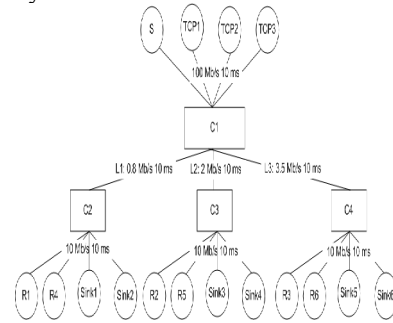 S TCP1 TCP2 TCP3
100 Mb/s 10 ms
C1
L1: 0.8 Mb/s 10 ms L2: 2 Mb/s 10 ms L3: 3.5 Mb/s 10 ms
C2 C3 C4
10 Mb/s 10 ms 10 Mb/s 10 ms 10 Mb/s 10 ms
R1 R4 Sink1 Sink2 R2 R5 Sink3 Sink4 R3 R6 Sink5 Sink6